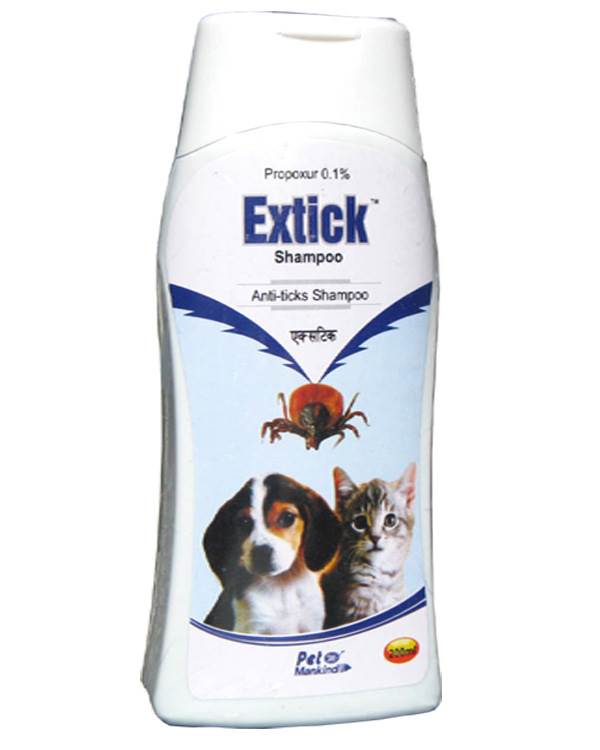 Propoxur 0.1%
Extick™
Shampoo
Anti-ticks Shampoo
एक्सटिक
Pet
Mankind
200ml